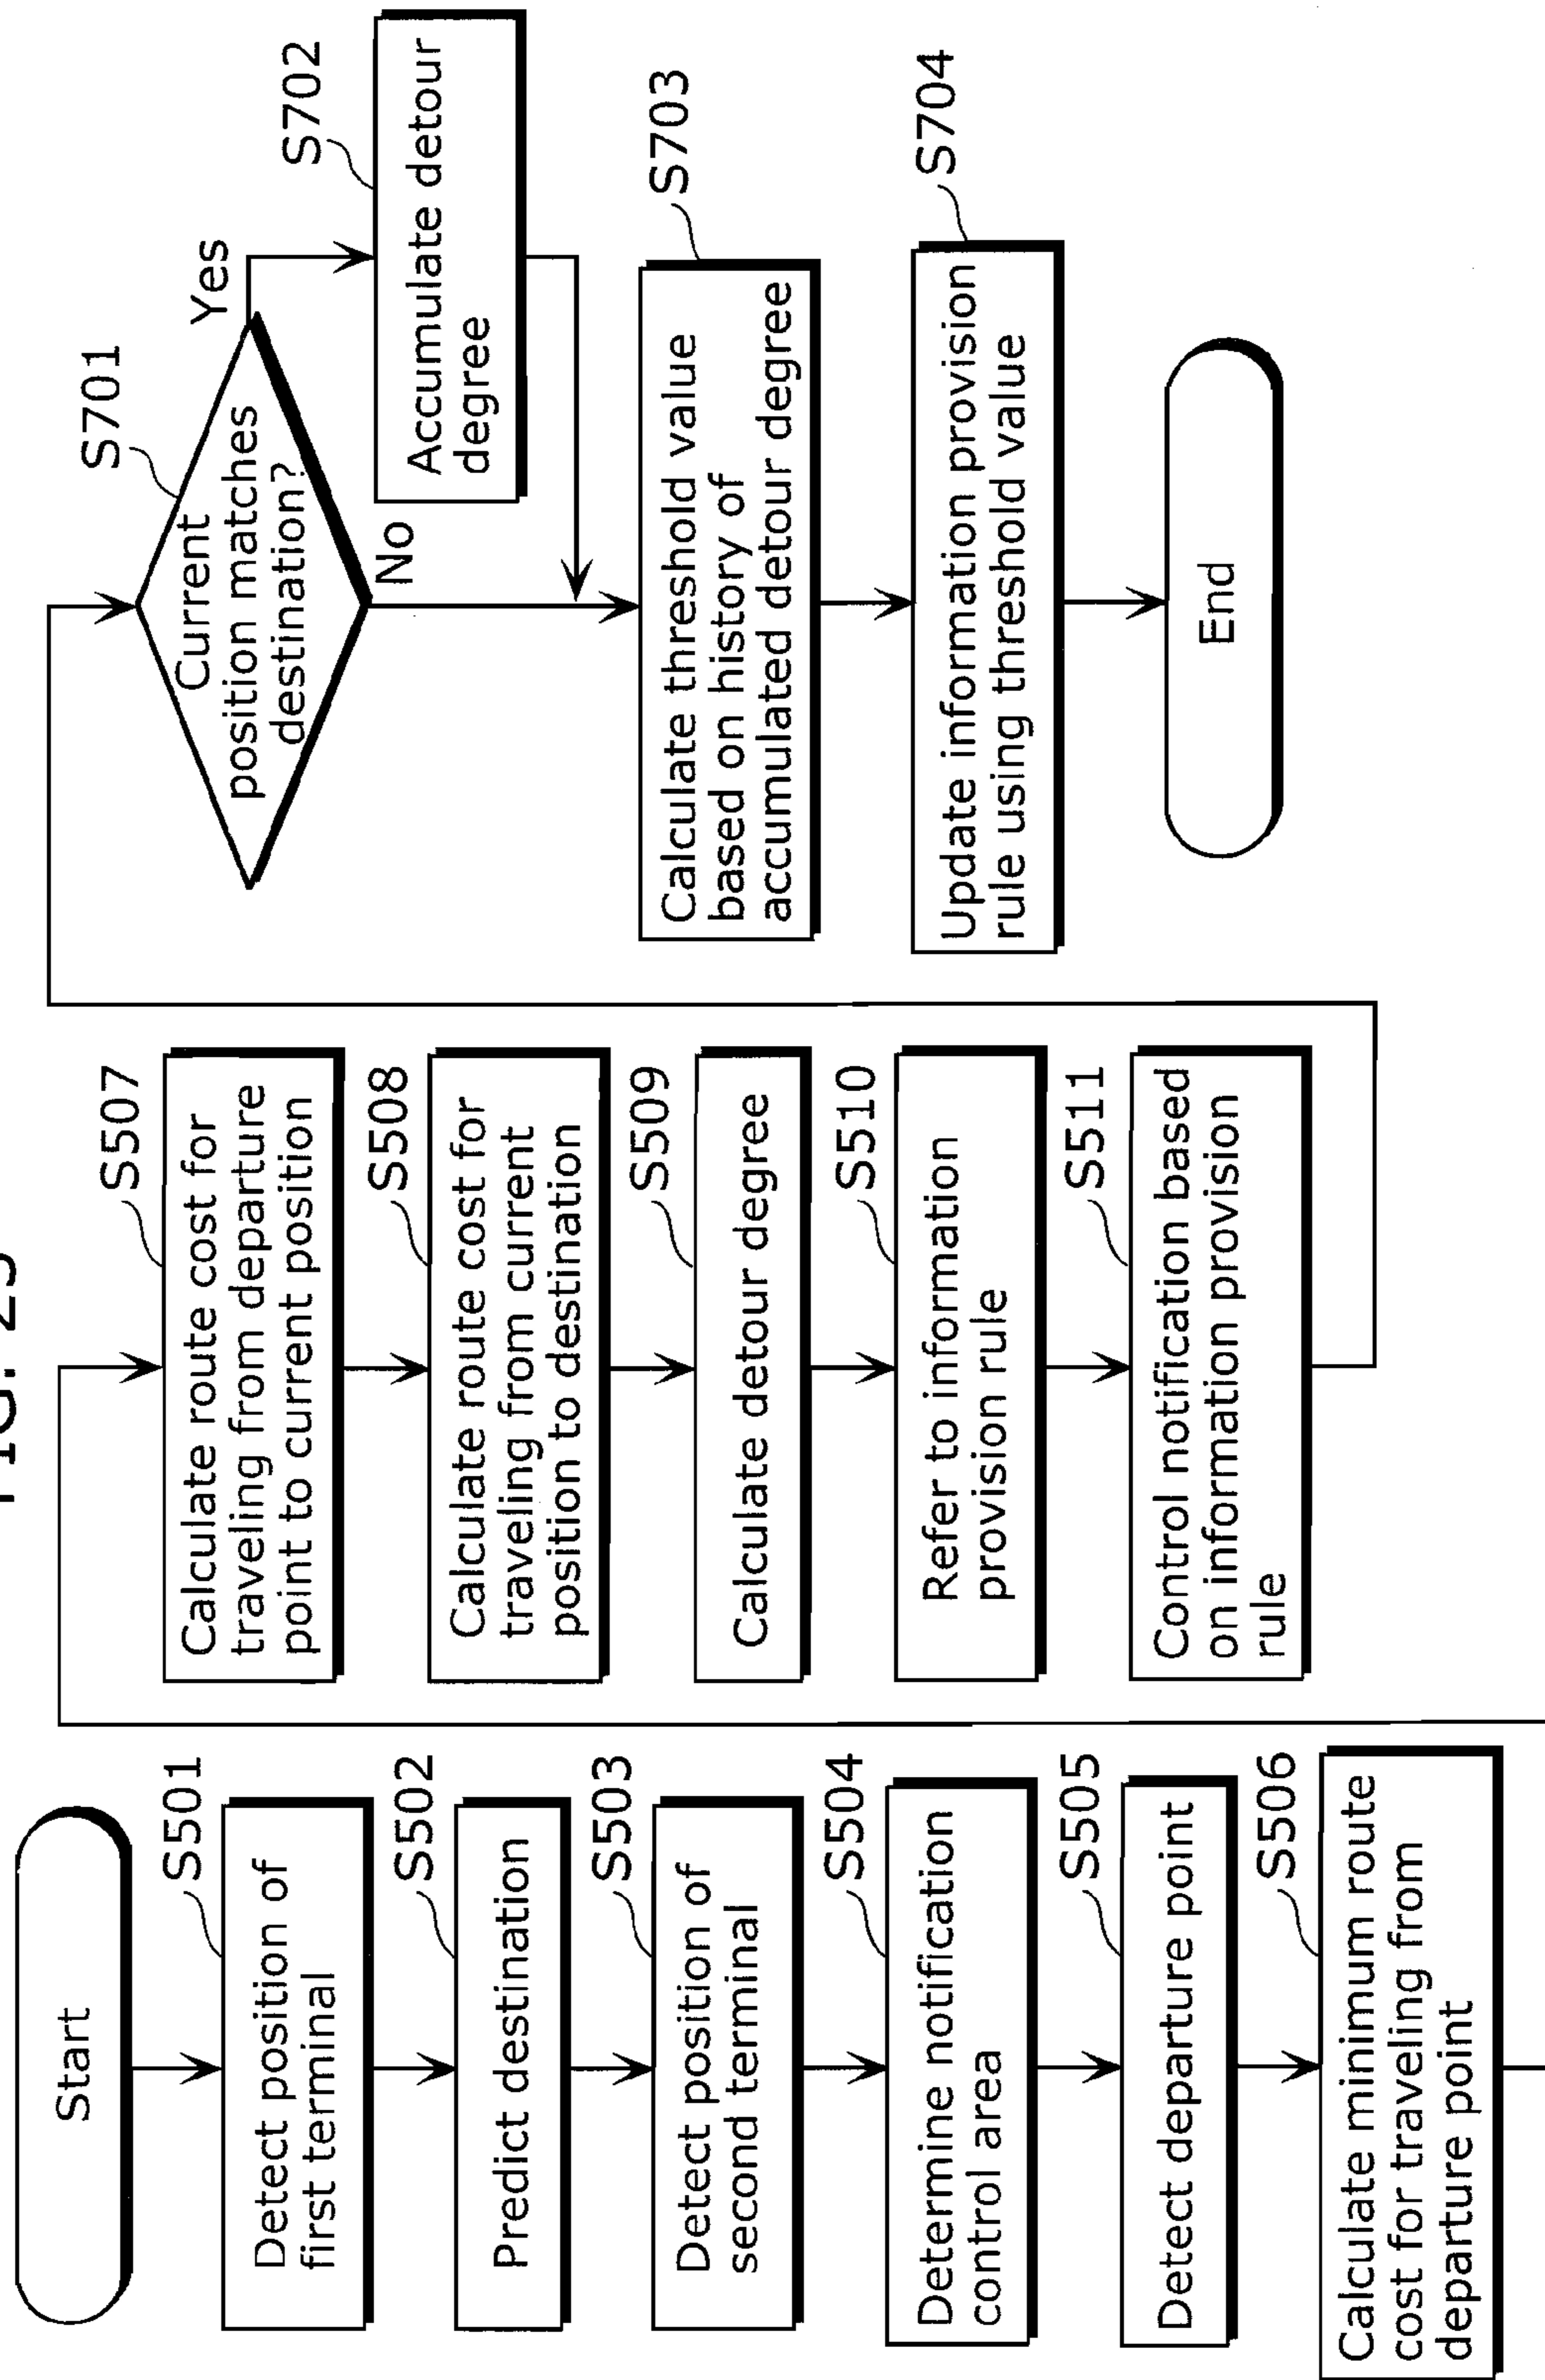 Start
S501
Detect position of
first terminal
S502
Predict destination
S503
Detect position of
second terminal
S504
Determine notification
control area
S505
Detect departure point
S506
Calculate minimum route
cost for traveling from
departure point
S507
Calculate route cost for
traveling from departure
point to current position
S508
Calculate route cost for
traveling from current
position to destination
S509
Calculate detour degree
S510
Refer to information
provision rule
S511
Control notification based
on information provision
rule
S701
Current
position matches
destination?
Yes
No
S702
Accumulate detour
degree
S703
Calculate threshold value
based on history of
accumulated detour degree
S704
Update information provision
rule using threshold value
End